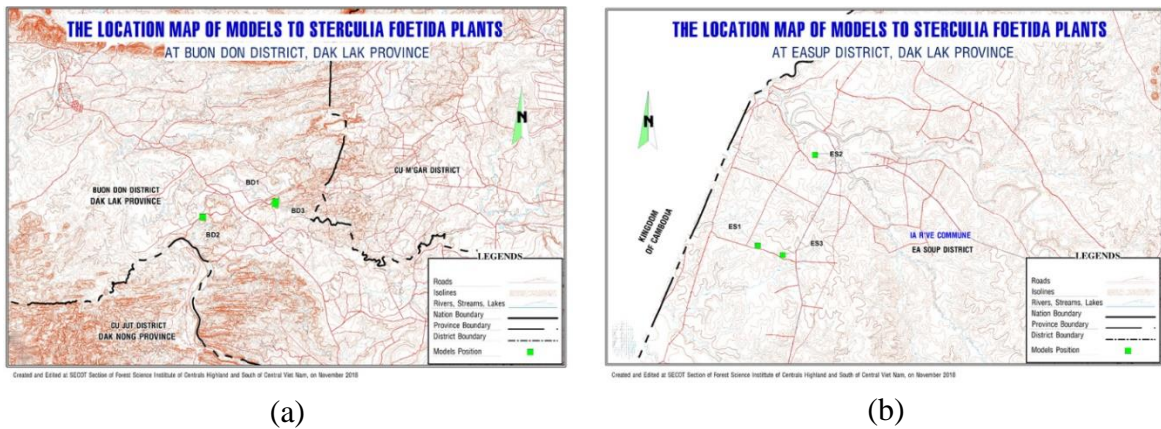 THE LOCATION MAP OF MODELS TO STERCULIA FOETIDA PLANTS
AT BUON DON DISTRICT, DAK LAK PROVINCE
N
CU M'GAR DISTRICT
BUON DON DISTRICT
DAK LAK PROVINCE
BD1
BD3
BD2
CU JUT DISTRICT
DAK NONG PROVINCE
LEGENDS
Roads
Isolines
Rivers, Streams, Lakes
Nation Boundary
Province Boundary
District Boundary
Models Position
Created and Edited at SECOT Section of Forest Science Institute of Centrals Highland and South of Central Viet Nam, on November 2018
(a)
THE LOCATION MAP OF MODELS TO STERCULIA FOETIDA PLANTS
AT EASUP DISTRICT, DAK LAK PROVINCE
N
ES2
KINGDOM
OF CAMBODIA
ES1
ES3
IA R'VE COMMUNE
EA SOUP DISTRICT
LEGENDS
Roads
Isolines
Rivers, Streams, Lakes
Nation Boundary
Province Boundary
District Boundary
Models Position
Created and Edited at SECOT Section of Forest Science Institute of Centrals Highland and South of Central Viet Nam, on November 2018
(b)